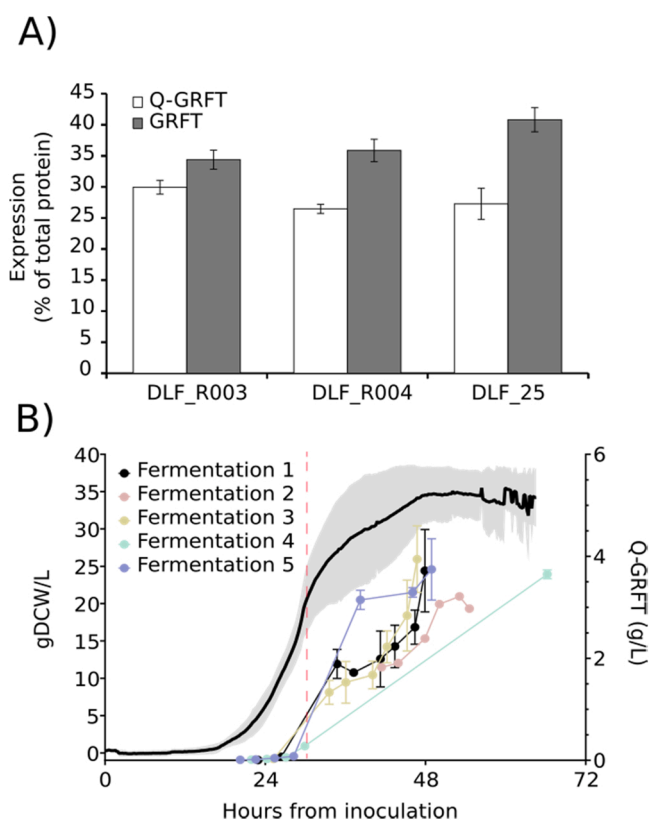 A)
Expression
(% of total protein)
45
40
35
30
25
20
15
10
5
0
Q-GRFT
GRFT
DLF_R003
DLF_R004
DLF_25
B)
gDCW/L
40
35
30
25
20
15
10
5
0
Fermentation 1
Fermentation 2
Fermentation 3
Fermentation 4
Fermentation 5
6
4
2
0
Q-GRFT (g/L)
0
24
48
72
Hours from inoculation